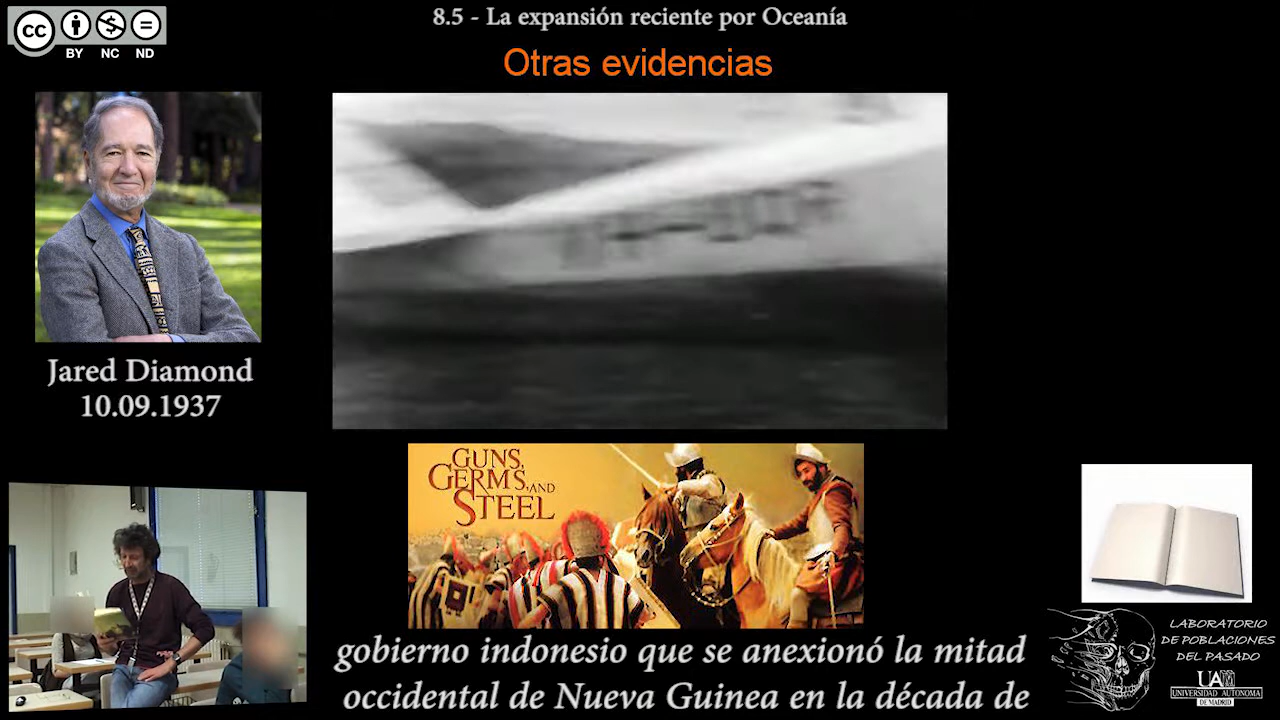 8.5 - La expansión reciente por Oceanía
Otras evidencias
cc
BY NC ND
Jared Diamond
10.09.1937
GUNS,
GERMS, AND
STEEL
gobierno indonesio que se anexionó la mitad
occidental de Nueva Guinea en la década de
LABORATORIO
DE POBLACIONES
DEL PASADO
UAM
UNIVERSIDAD AUTONOMA
DE MADRID